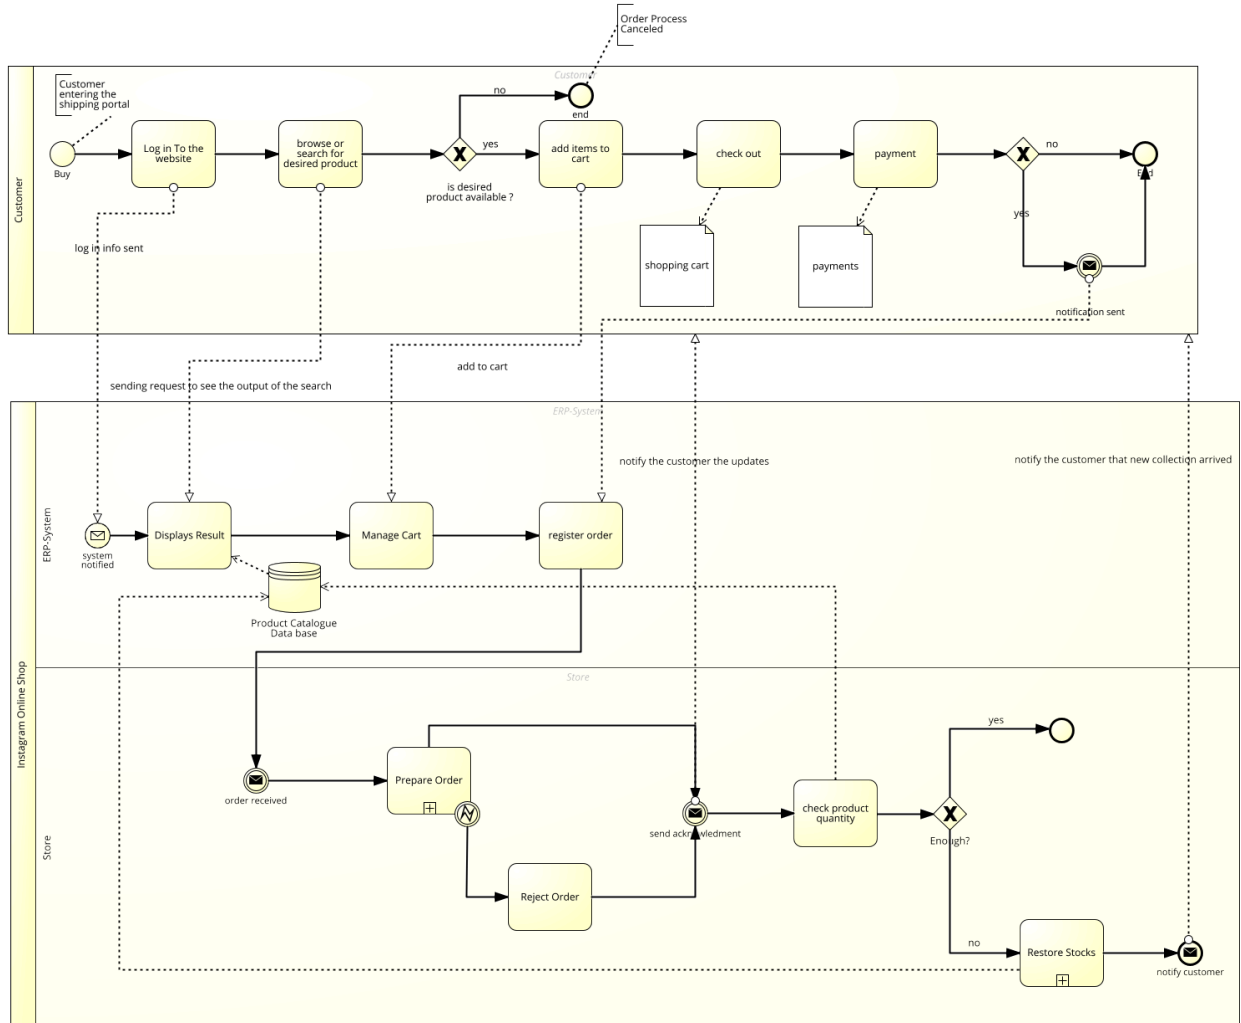 Order Process
Canceled
Customer
Customer
entering the
shipping portal
no
end
Log in To the
website
browse or
search for
desired product
yes
add items to
cart
check out
payment
no
Buy
End
is desired
product available ?
Customer
yes
log in info sent
shopping cart
payments
notification sent
add to cart
sending request to see the output of the search
ERP-System
notify the customer the updates
notify the customer that new collection arrived
ERP-System
Displays Result
Manage Cart
register order
system
notified
Product Catalogue
Data base
Instagram Online Shop
Store
yes
Prepare Order
order received
check product
quantity
send acknowledment
Enough?
Store
Reject Order
no
Restore Stocks
notify customer